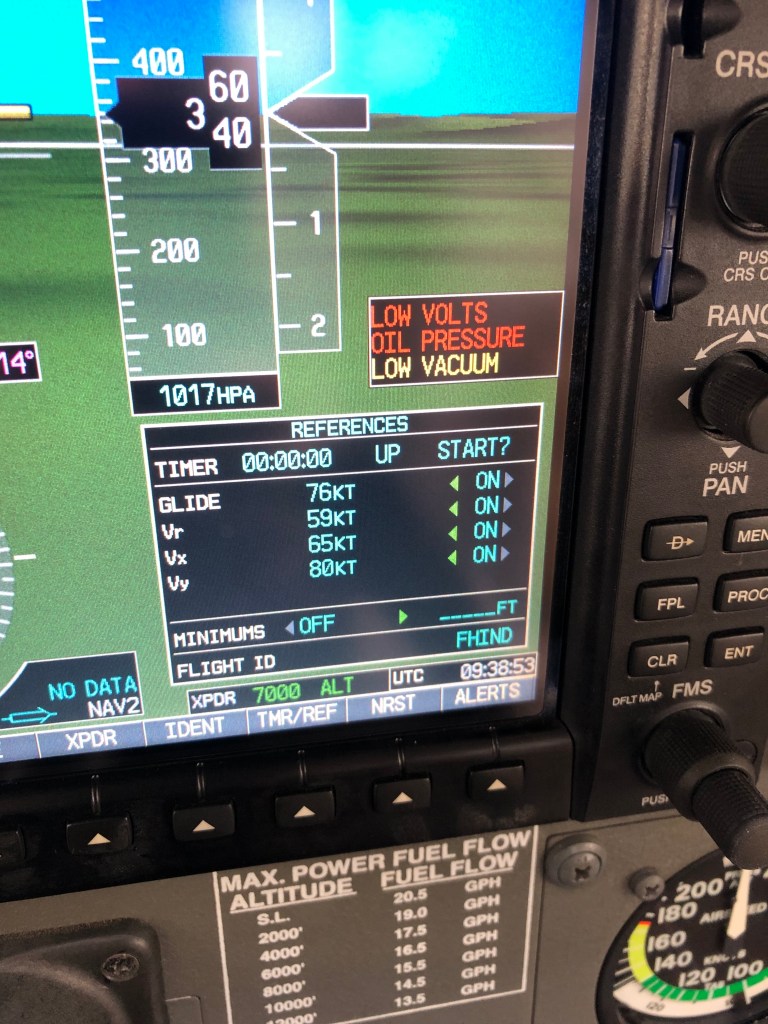 400
60
3
40
300
200
100
1
2
14°
1017HPA
LOW VOLTS
OIL PRESSURE
LOW VACUUM
REFERENCES
TIMER 00:00:00 UP START?
GLIDE 76KT ON
Vr 59KT ON
Vx 65KT ON
Vy 80KT ON
MINIMUMS OFF _____FT
FLIGHT ID FHIND
NO DATA
NAV2
XPDR 7000 ALT UTC 09:38:53
XPDR IDENT TMR/REF NRST ALERTS
CRS
CRS
PUSH
PAN
D
FPL
PROC
CLR
ENT
DFLT MAP FMS
MAX. POWER FUEL FLOW
ALTITUDE FUEL FLOW
S.L. 20.5 GPH
2000' 19.0 GPH
4000' 17.5 GPH
6000' 16.5 GPH
8000' 15.5 GPH
10000' 14.5 GPH
12000' 13.5 GPH
200
180
160
140
120
100
120